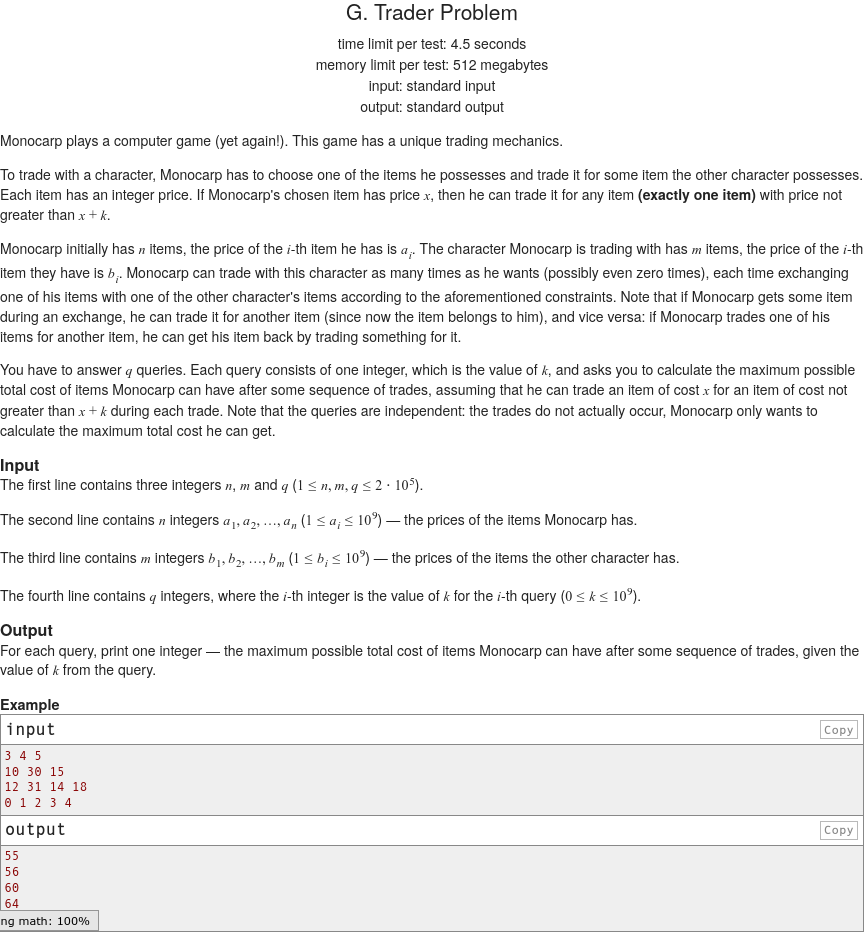 G. Trader Problem
time limit per test: 4.5 seconds
memory limit per test: 512 megabytes
input: standard input
output: standard output
Monocarp plays a computer game (yet again!). This game has a unique trading mechanics.
To trade with a character, Monocarp has to choose one of the items he possesses and trade it for some item the other character possesses.
Each item has an integer price. If Monocarp's chosen item has price x, then he can trade it for any item (exactly one item) with price not
greater than x + k.
Monocarp initially has n items, the price of the i-th item he has is a_i. The character Monocarp is trading with has m items, the price of the i-th
item they have is b_i. Monocarp can trade with this character as many times as he wants (possibly even zero times), each time exchanging
one of his items with one of the other character's items according to the aforementioned constraints. Note that if Monocarp gets some item
during an exchange, he can trade it for another item (since now the item belongs to him), and vice versa: if Monocarp trades one of his
items for another item, he can get his item back by trading something for it.
You have to answer q queries. Each query consists of one integer, which is the value of k, and asks you to calculate the maximum possible
total cost of items Monocarp can have after some sequence of trades, assuming that he can trade an item of cost x for an item of cost not
greater than x + k during each trade. Note that the queries are independent: the trades do not actually occur, Monocarp only wants to
calculate the maximum total cost he can get.
Input
The first line contains three integers n, m and q (1 ≤ n, m, q ≤ 2 · 10^5).
The second line contains n integers a_1, a_2, …, a_n (1 ≤ a_i ≤ 10^9) — the prices of the items Monocarp has.
The third line contains m integers b_1, b_2, …, b_m (1 ≤ b_i ≤ 10^9) — the prices of the items the other character has.
The fourth line contains q integers, where the i-th integer is the value of k for the i-th query (0 ≤ k ≤ 10^9).
Output
For each query, print one integer — the maximum possible total cost of items Monocarp can have after some sequence of trades, given the
value of k from the query.
Example
input Copy
3 4 5
10 30 15
12 31 14 18
0 1 2 3 4
output Copy
55
56
60
64
ng math: 100%